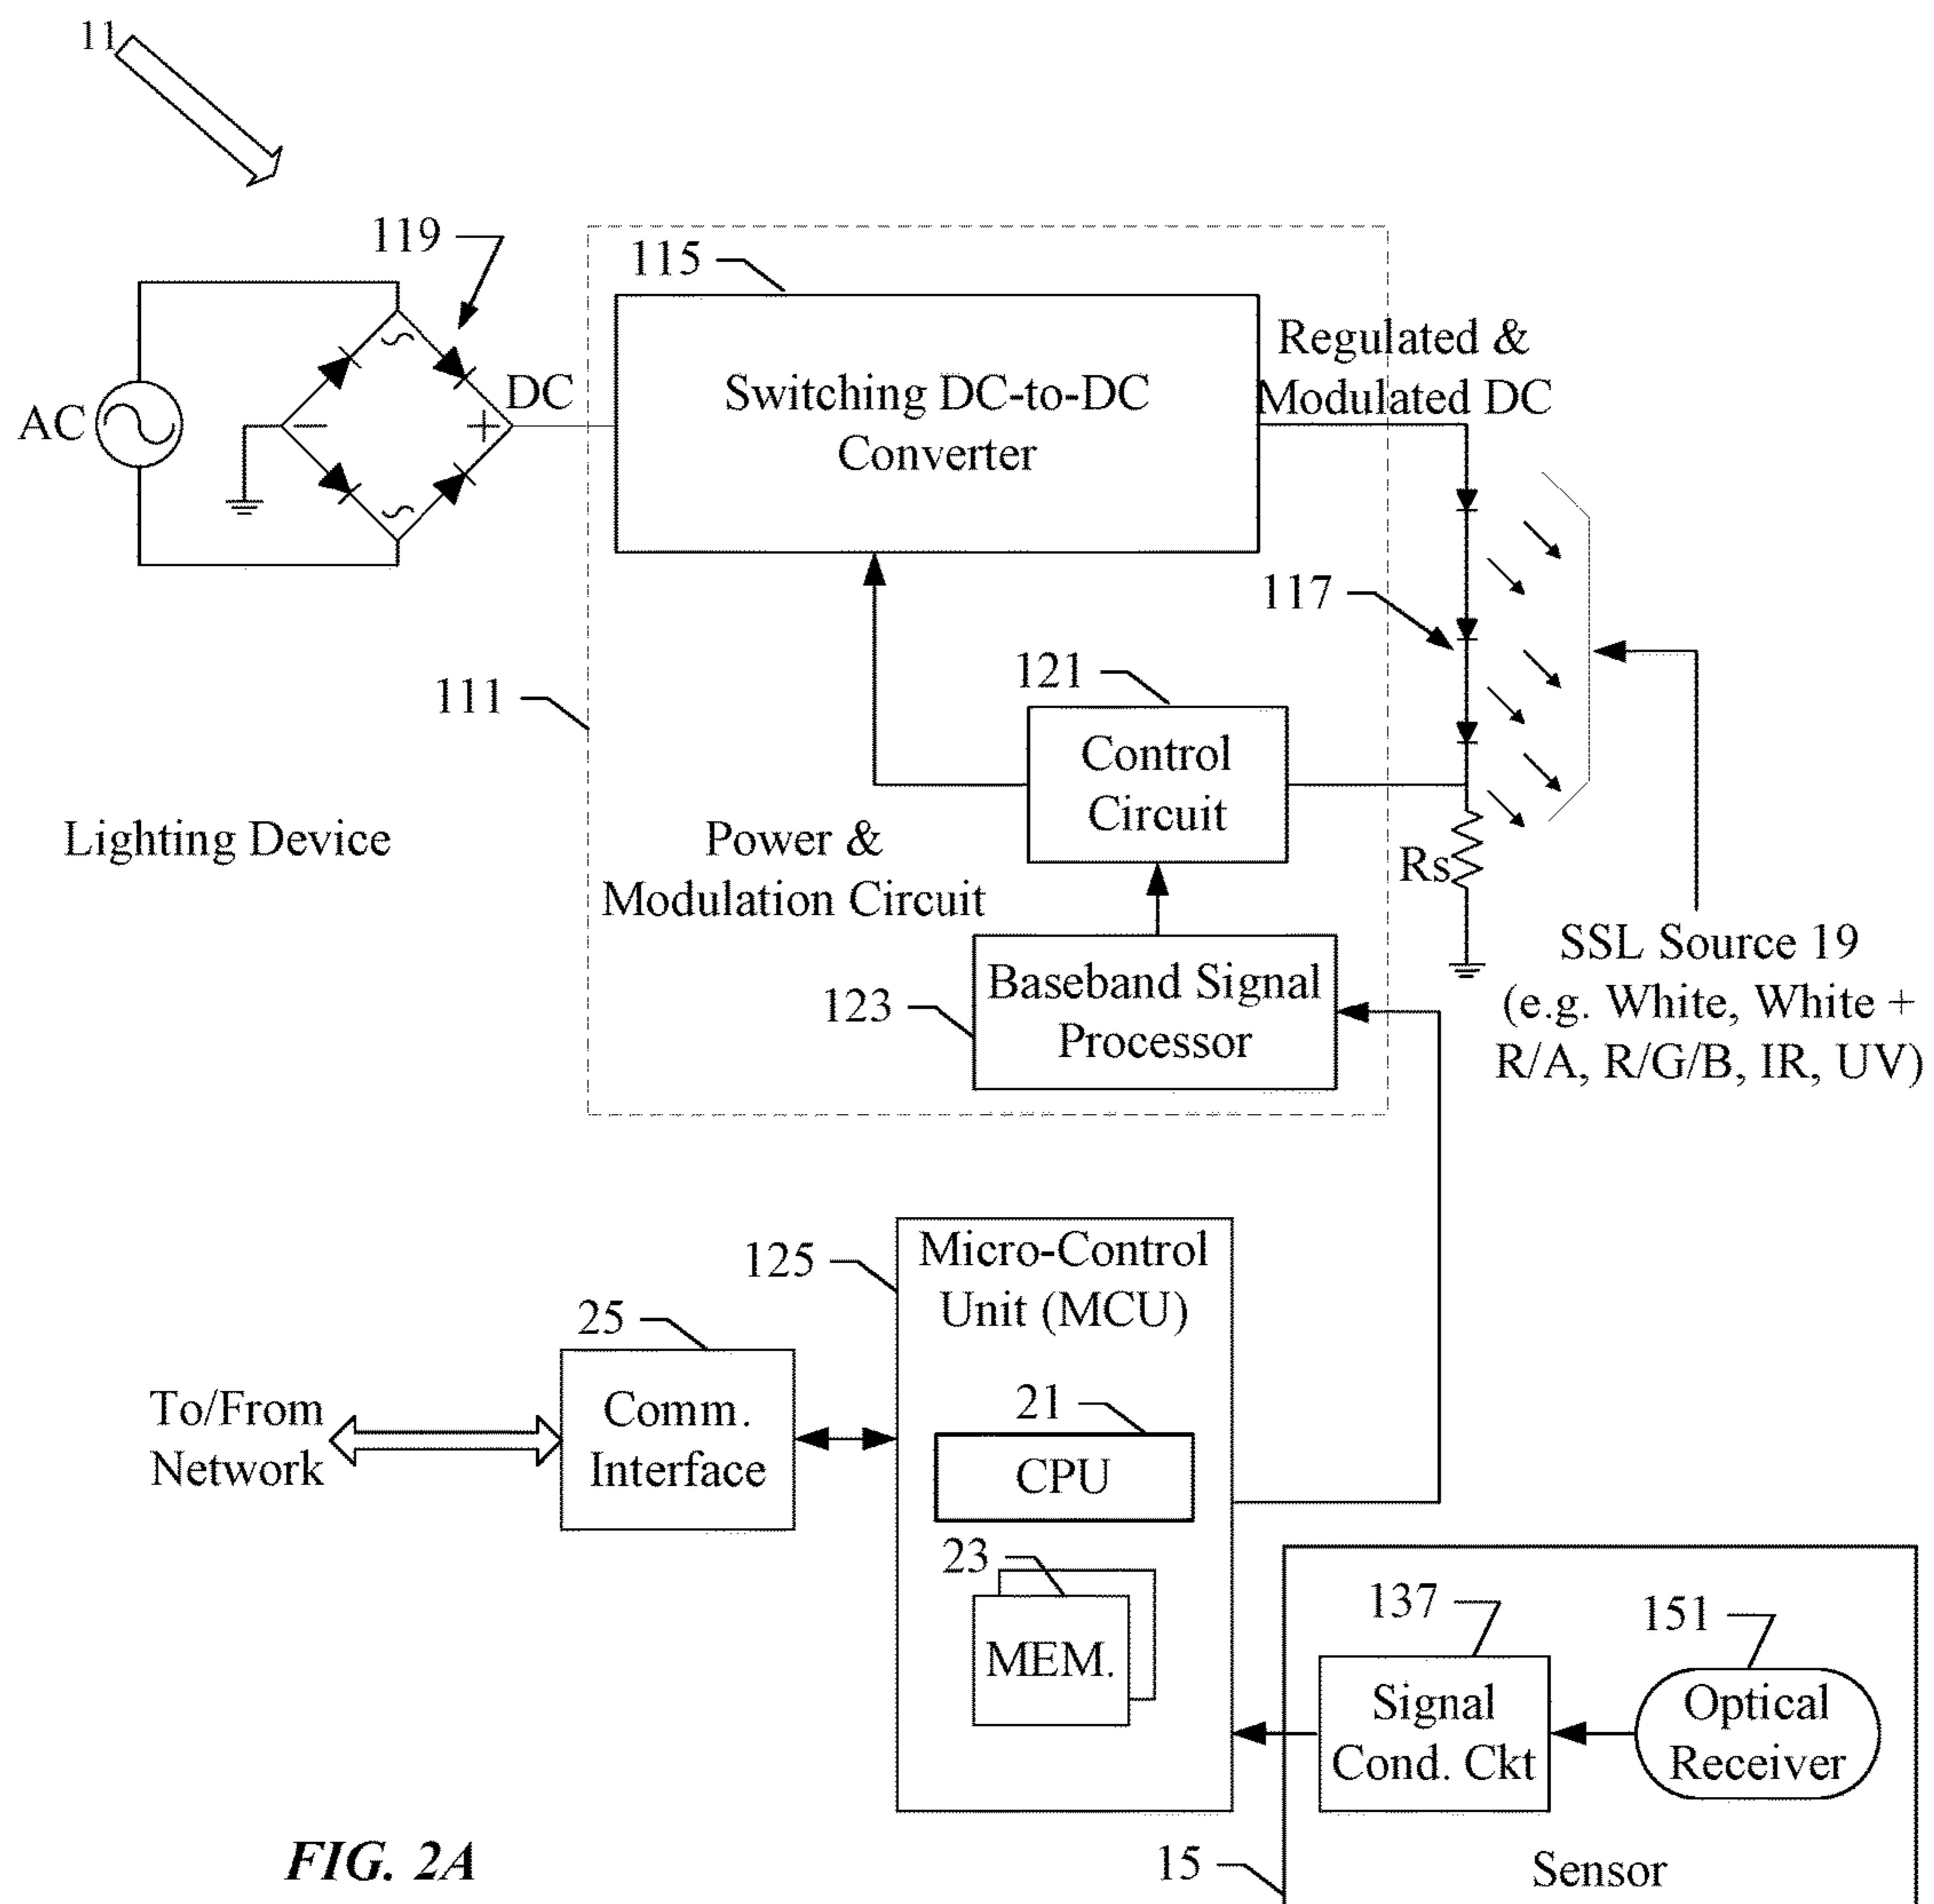 11
119
115
Regulated &
Modulated DC
DC
AC
~
~
−
+
Switching DC-to-DC
Converter
117
121
111
Control
Circuit
Lighting Device
Power &
Modulation Circuit
Rs
SSL Source 19
(e.g. White, White +
R/A, R/G/B, IR, UV)
123
Baseband Signal
Processor
125
Micro-Control
Unit (MCU)
25
To/From
Network
Comm.
Interface
21
CPU
23
MEM.
137
151
Signal
Cond. Ckt
Optical
Receiver
FIG. 2A
15
Sensor